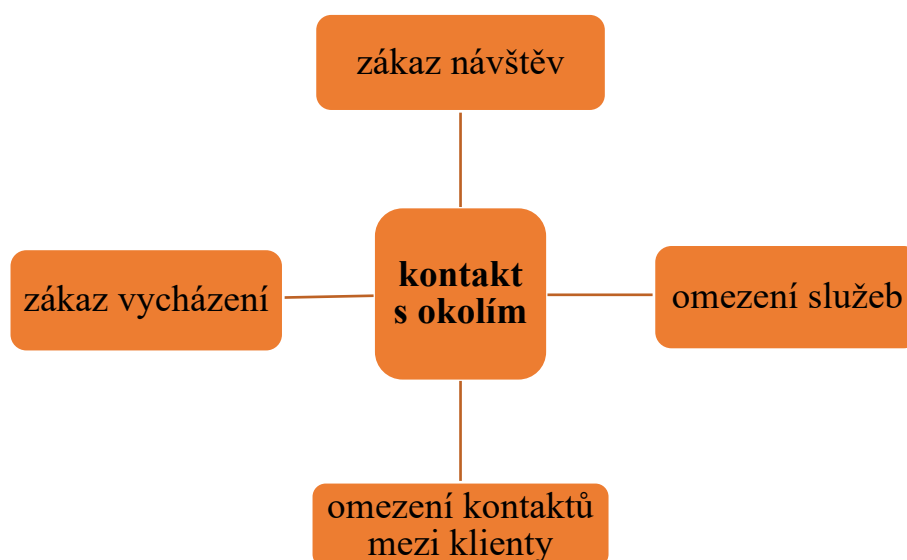 zákaz návštěv
kontakt
s okolím
zákaz vycházení
omezení služeb
omezení kontaktů
mezi klienty